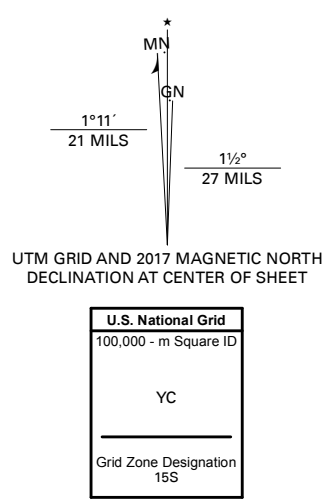 ★
MN
GN
1°11´
21 MILS
1½°
27 MILS
UTM GRID AND 2017 MAGNETIC NORTH
DECLINATION AT CENTER OF SHEET
U.S. National Grid
100,000 - m Square ID
YC
Grid Zone Designation
15S